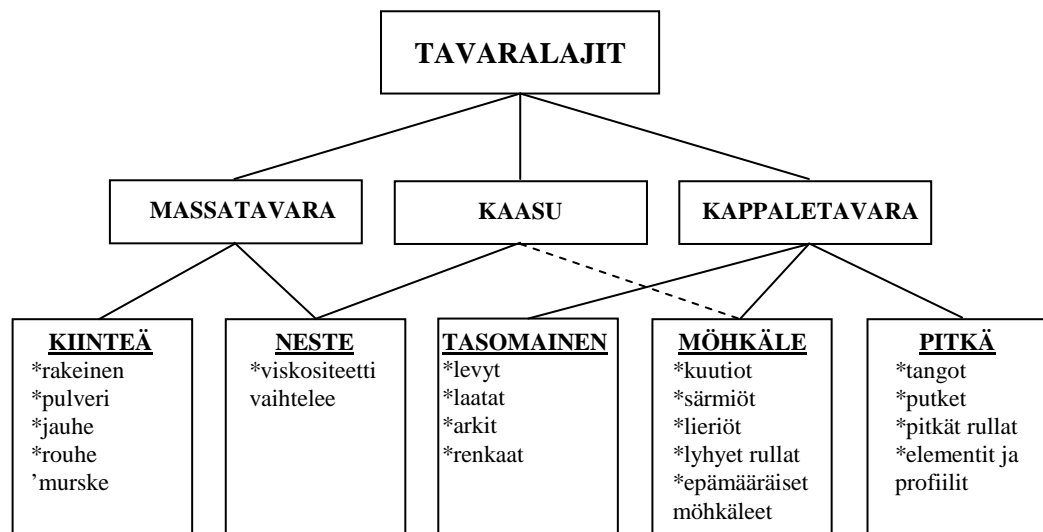 TAVARALAJIT
MASSATAVARA
KAASU
KAPPALETAVARA
KIINTEÄ
*rakeinen
*pulveri
*jauhe
*rouhe
’murske
NESTE
*viskositeetti
vaihtelee
TASOMAINEN
*levyt
*laatat
*arkit
*renkaat
MÖHKÄLE
*kuutiot
*särmiöt
*lieriöt
*lyhyet rullat
*epämääräiset
möhkäleet
PITKÄ
*tangot
*putket
*pitkät rullat
*elementit ja
profiilit